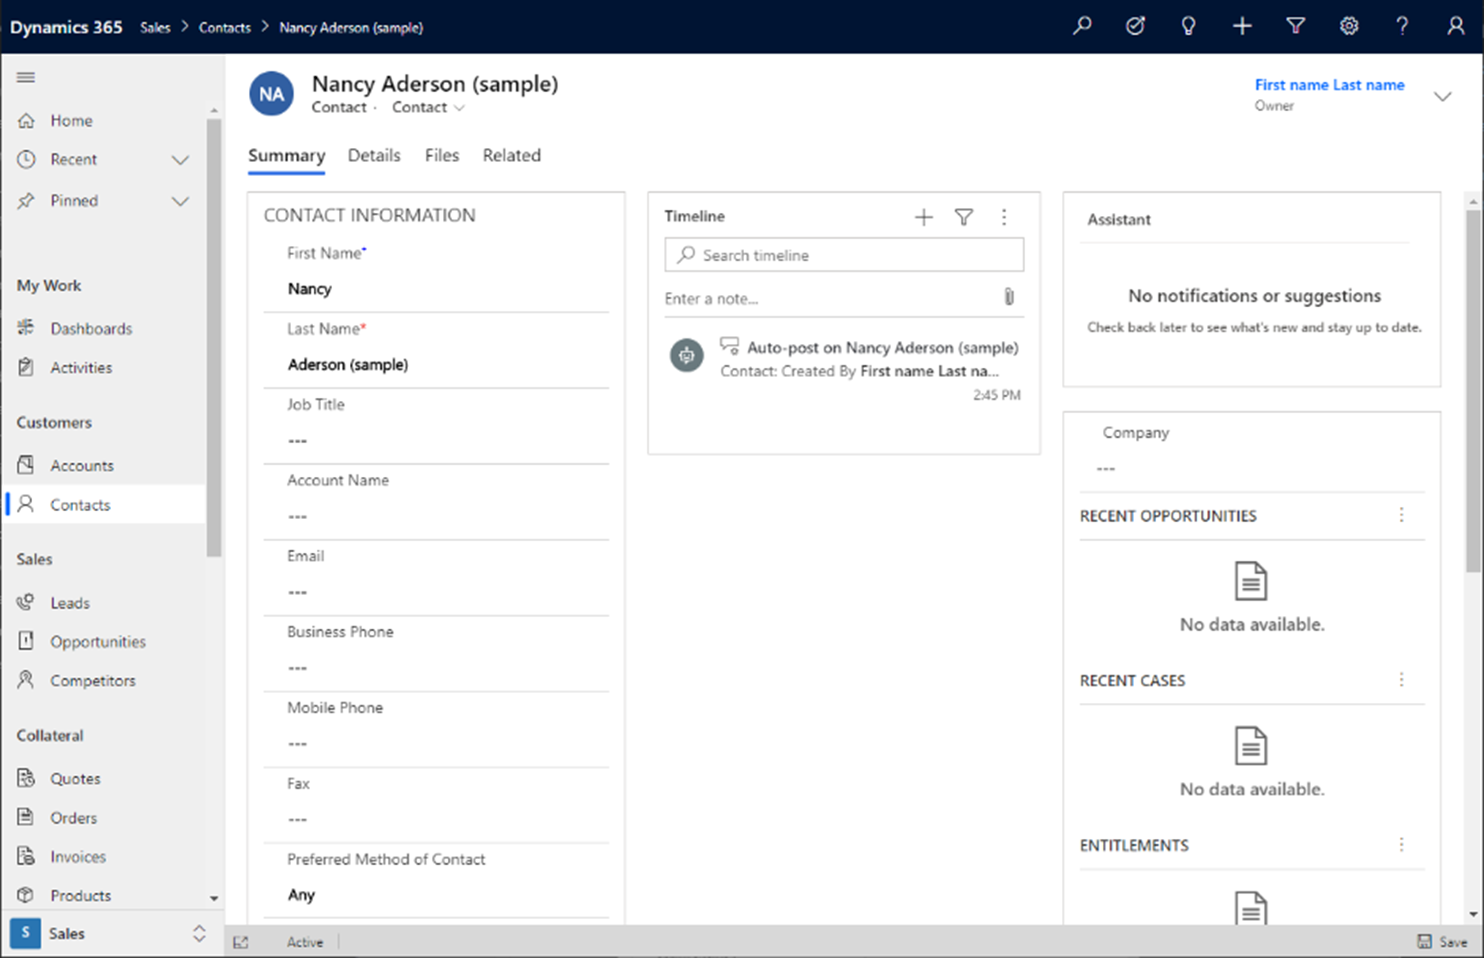 Dynamics 365 Sales > Contacts > Nancy Aderson (sample)
Home
Recent
Pinned
My Work
Dashboards
Activities
Customers
Accounts
Contacts
Sales
Leads
Opportunities
Competitors
Collateral
Quotes
Orders
Invoices
Products
S Sales
NA
Nancy Aderson (sample)
Contact · Contact
First name Last name
Owner
Summary Details Files Related
CONTACT INFORMATION
First Name*
Nancy
Last Name*
Aderson (sample)
Job Title
---
Account Name
---
Email
---
Business Phone
---
Mobile Phone
---
Fax
---
Preferred Method of Contact
Any
Timeline
Search timeline
Enter a note...
Auto-post on Nancy Aderson (sample)
Contact: Created By First name Last na...
2:45 PM
Assistant
No notifications or suggestions
Check back later to see what's new and stay up to date.
Company
---
RECENT OPPORTUNITIES
No data available.
RECENT CASES
No data available.
ENTITLEMENTS
Active
Save